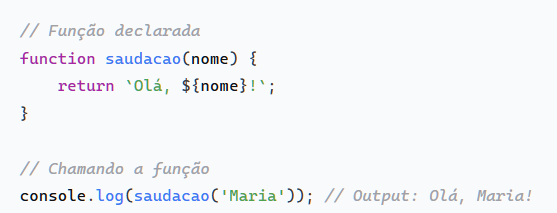 // Função declarada
function saudacao(nome) {
    return `Olá, ${nome}!`;
}
// Chamando a função
console.log(saudacao('Maria')); // Output: Olá, Maria!